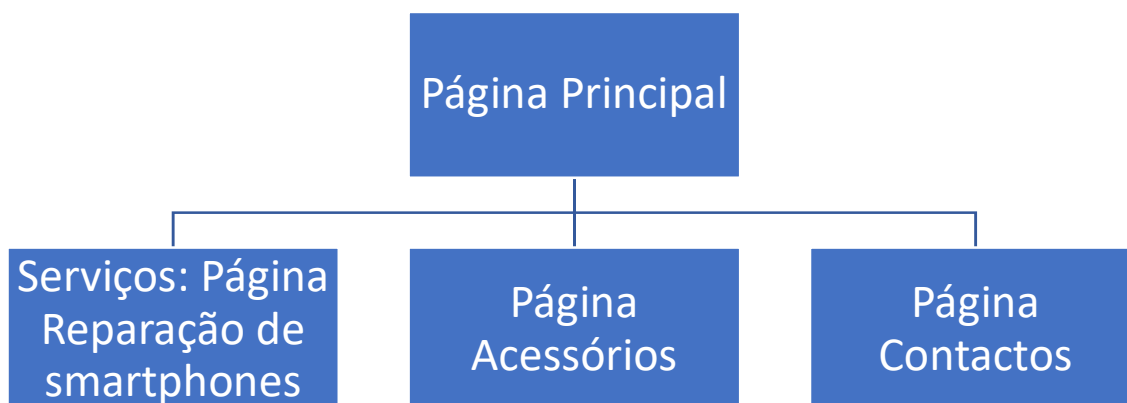 Página Principal
Serviços: Página
Reparação de
smartphones
Página
Acessórios
Página
Contactos